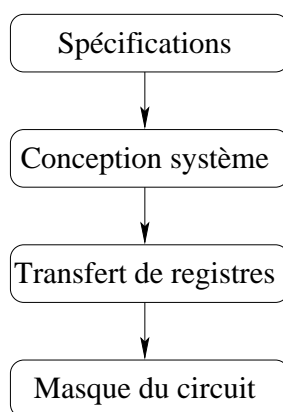 Spécifications
Conception système
Transfert de registres
Masque du circuit